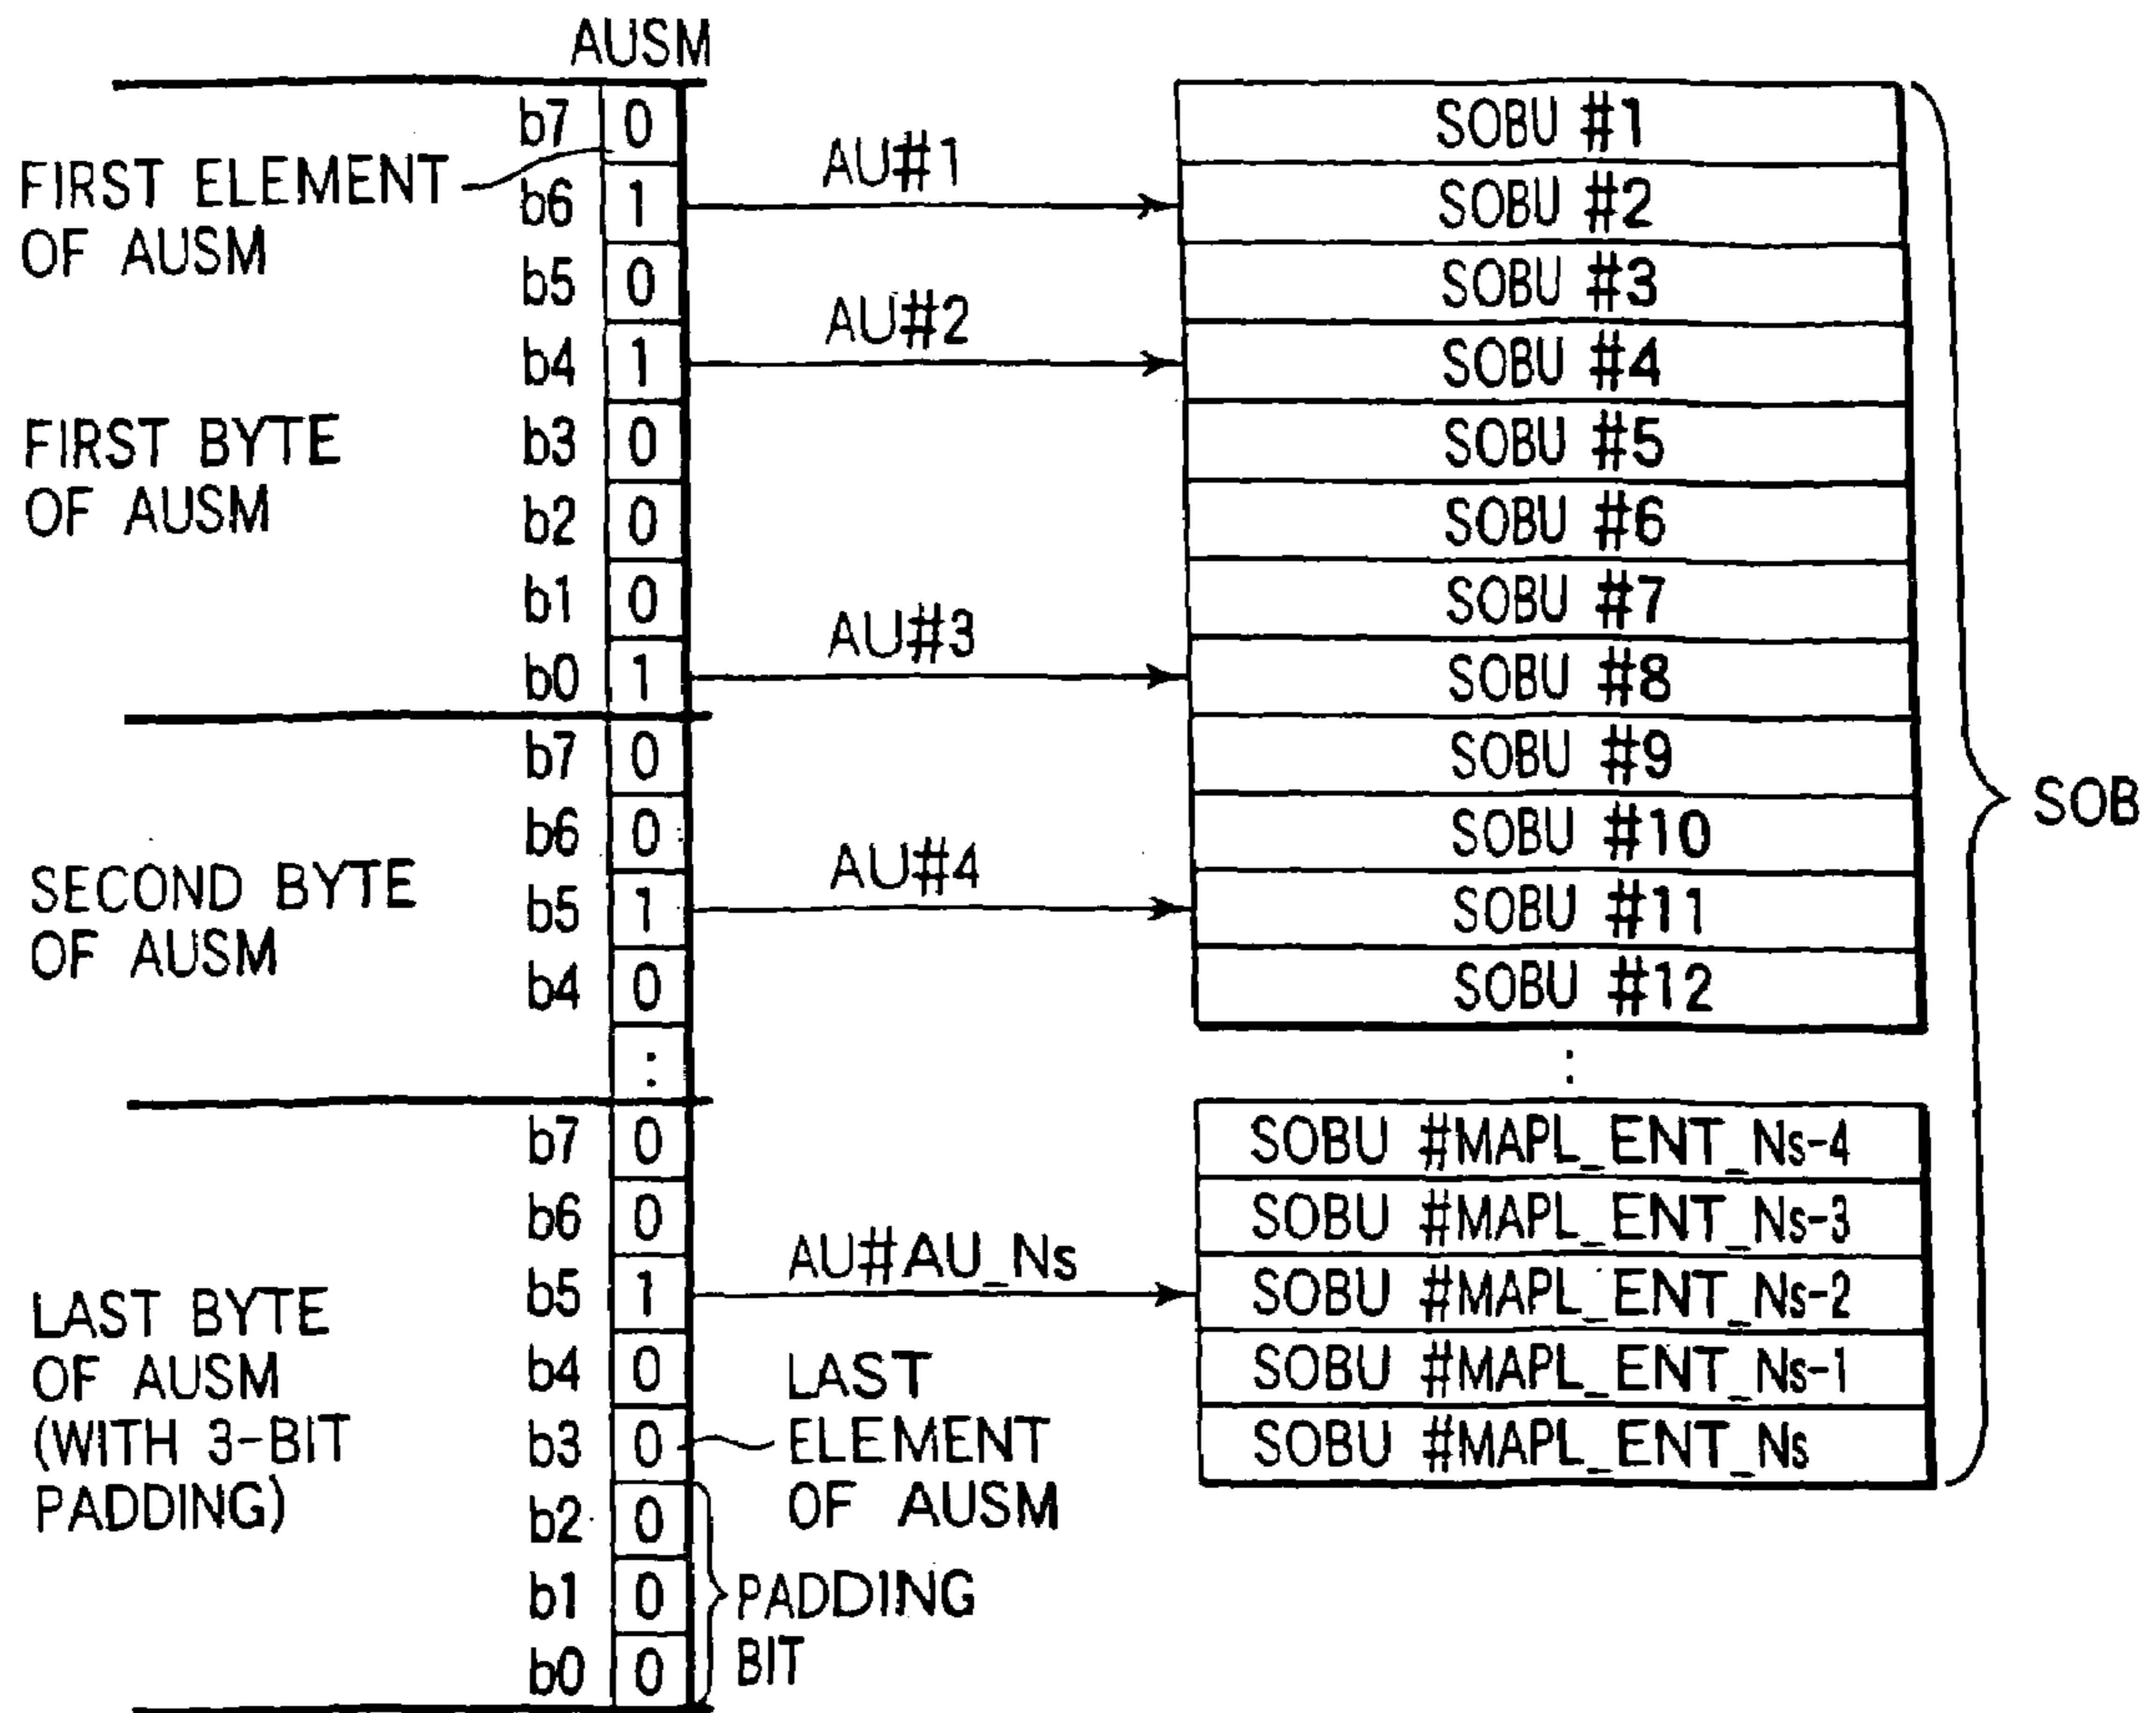 AUSM
b7 0 SOBU #1
FIRST ELEMENT
OF AUSM
b6 1 AU#1 SOBU #2
b5 0 SOBU #3
b4 1 AU#2 SOBU #4
FIRST BYTE
OF AUSM
b3 0 SOBU #5
b2 0 SOBU #6
b1 0 SOBU #7
b0 1 AU#3 SOBU #8
b7 0 SOBU #9
SOB
b6 0 SOBU #10
SECOND BYTE
OF AUSM
b5 1 AU#4 SOBU #11
b4 0 SOBU #12
: :
b7 0 SOBU #MAPL_ENT_Ns-4
b6 0 SOBU #MAPL_ENT_Ns-3
b5 1 AU#AU_Ns SOBU #MAPL_ENT_Ns-2
LAST BYTE
OF AUSM
(WITH 3-BIT
PADDING)
b4 0 SOBU #MAPL_ENT_Ns-1
b3 0 SOBU #MAPL_ENT_Ns
LAST
ELEMENT
OF AUSM
b2 0
b1 0
b0 0
PADDING
BIT